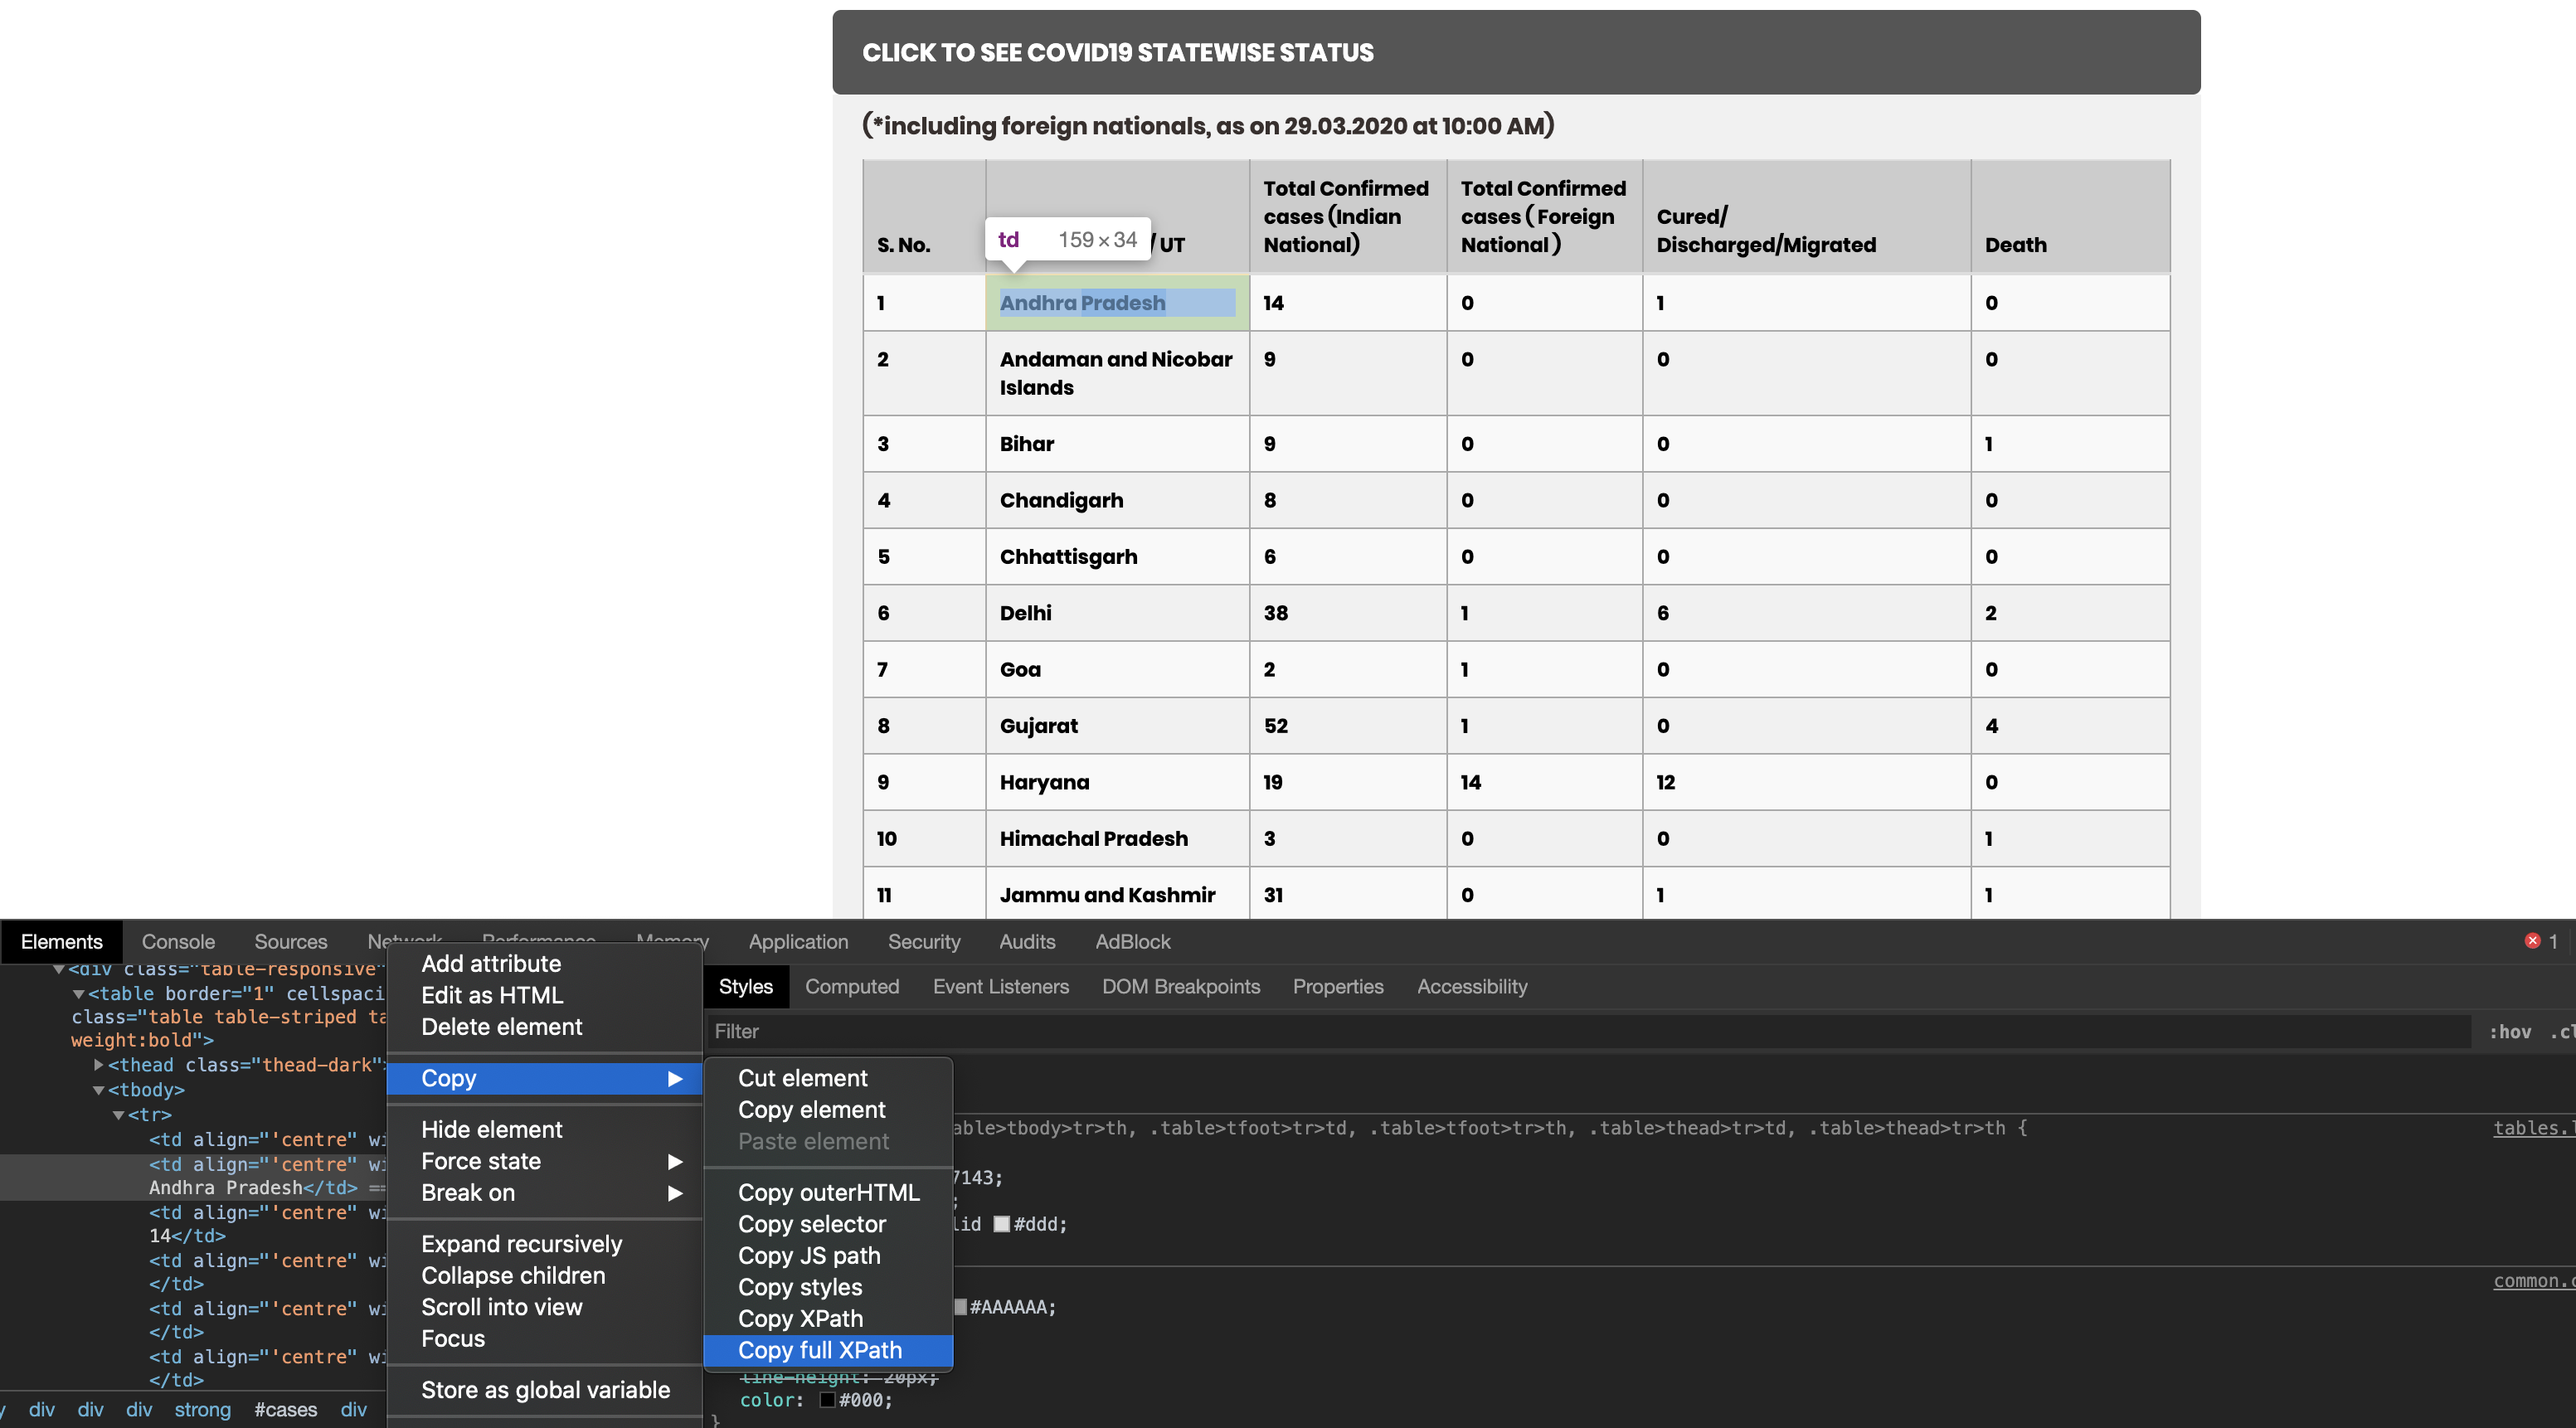 CLICK TO SEE COVID19 STATEWISE STATUS
(*including foreign nationals, as on 29.03.2020 at 10:00 AM)
S. No. / UT Total Confirmed cases (Indian National) Total Confirmed cases ( Foreign National ) Cured/ Discharged/Migrated Death
td 159 × 34
1 Andhra Pradesh 14 0 1 0
2 Andaman and Nicobar Islands 9 0 0 0
3 Bihar 9 0 0 1
4 Chandigarh 8 0 0 0
5 Chhattisgarh 6 0 0 0
6 Delhi 38 1 6 2
7 Goa 2 1 0 0
8 Gujarat 52 1 0 4
9 Haryana 19 14 12 0
10 Himachal Pradesh 3 0 0 1
11 Jammu and Kashmir 31 0 1 1
Elements Console Sources Network Performance Memory Application Security Audits AdBlock 1
<div class="table-responsive"
<table border="1" cellspaci
class="table table-striped ta
weight:bold">
<thead class="thead-dark">
<tbody>
<tr>
<td align="'centre" wi
<td align="'centre" wi
Andhra Pradesh</td> ==
<td align="'centre" wi
14</td>
<td align="'centre" wi
</td>
<td align="'centre" wi
</td>
<td align="'centre" wi
</td>
y div div div strong #cases div
Add attribute
Edit as HTML
Delete element
Copy
Hide element
Force state
Break on
Expand recursively
Collapse children
Scroll into view
Focus
Store as global variable
Cut element
Copy element
Paste element
Copy outerHTML
Copy selector
Copy JS path
Copy styles
Copy XPath
Copy full XPath
Styles Computed Event Listeners DOM Breakpoints Properties Accessibility
Filter :hov .cl
able>tbody>tr>th, .table>tfoot>tr>td, .table>tfoot>tr>th, .table>thead>tr>td, .table>thead>tr>th { tables.l
7143;
;
lid #ddd;
common.c
#AAAAAA;
line-height: 20px;
color: #000;
}